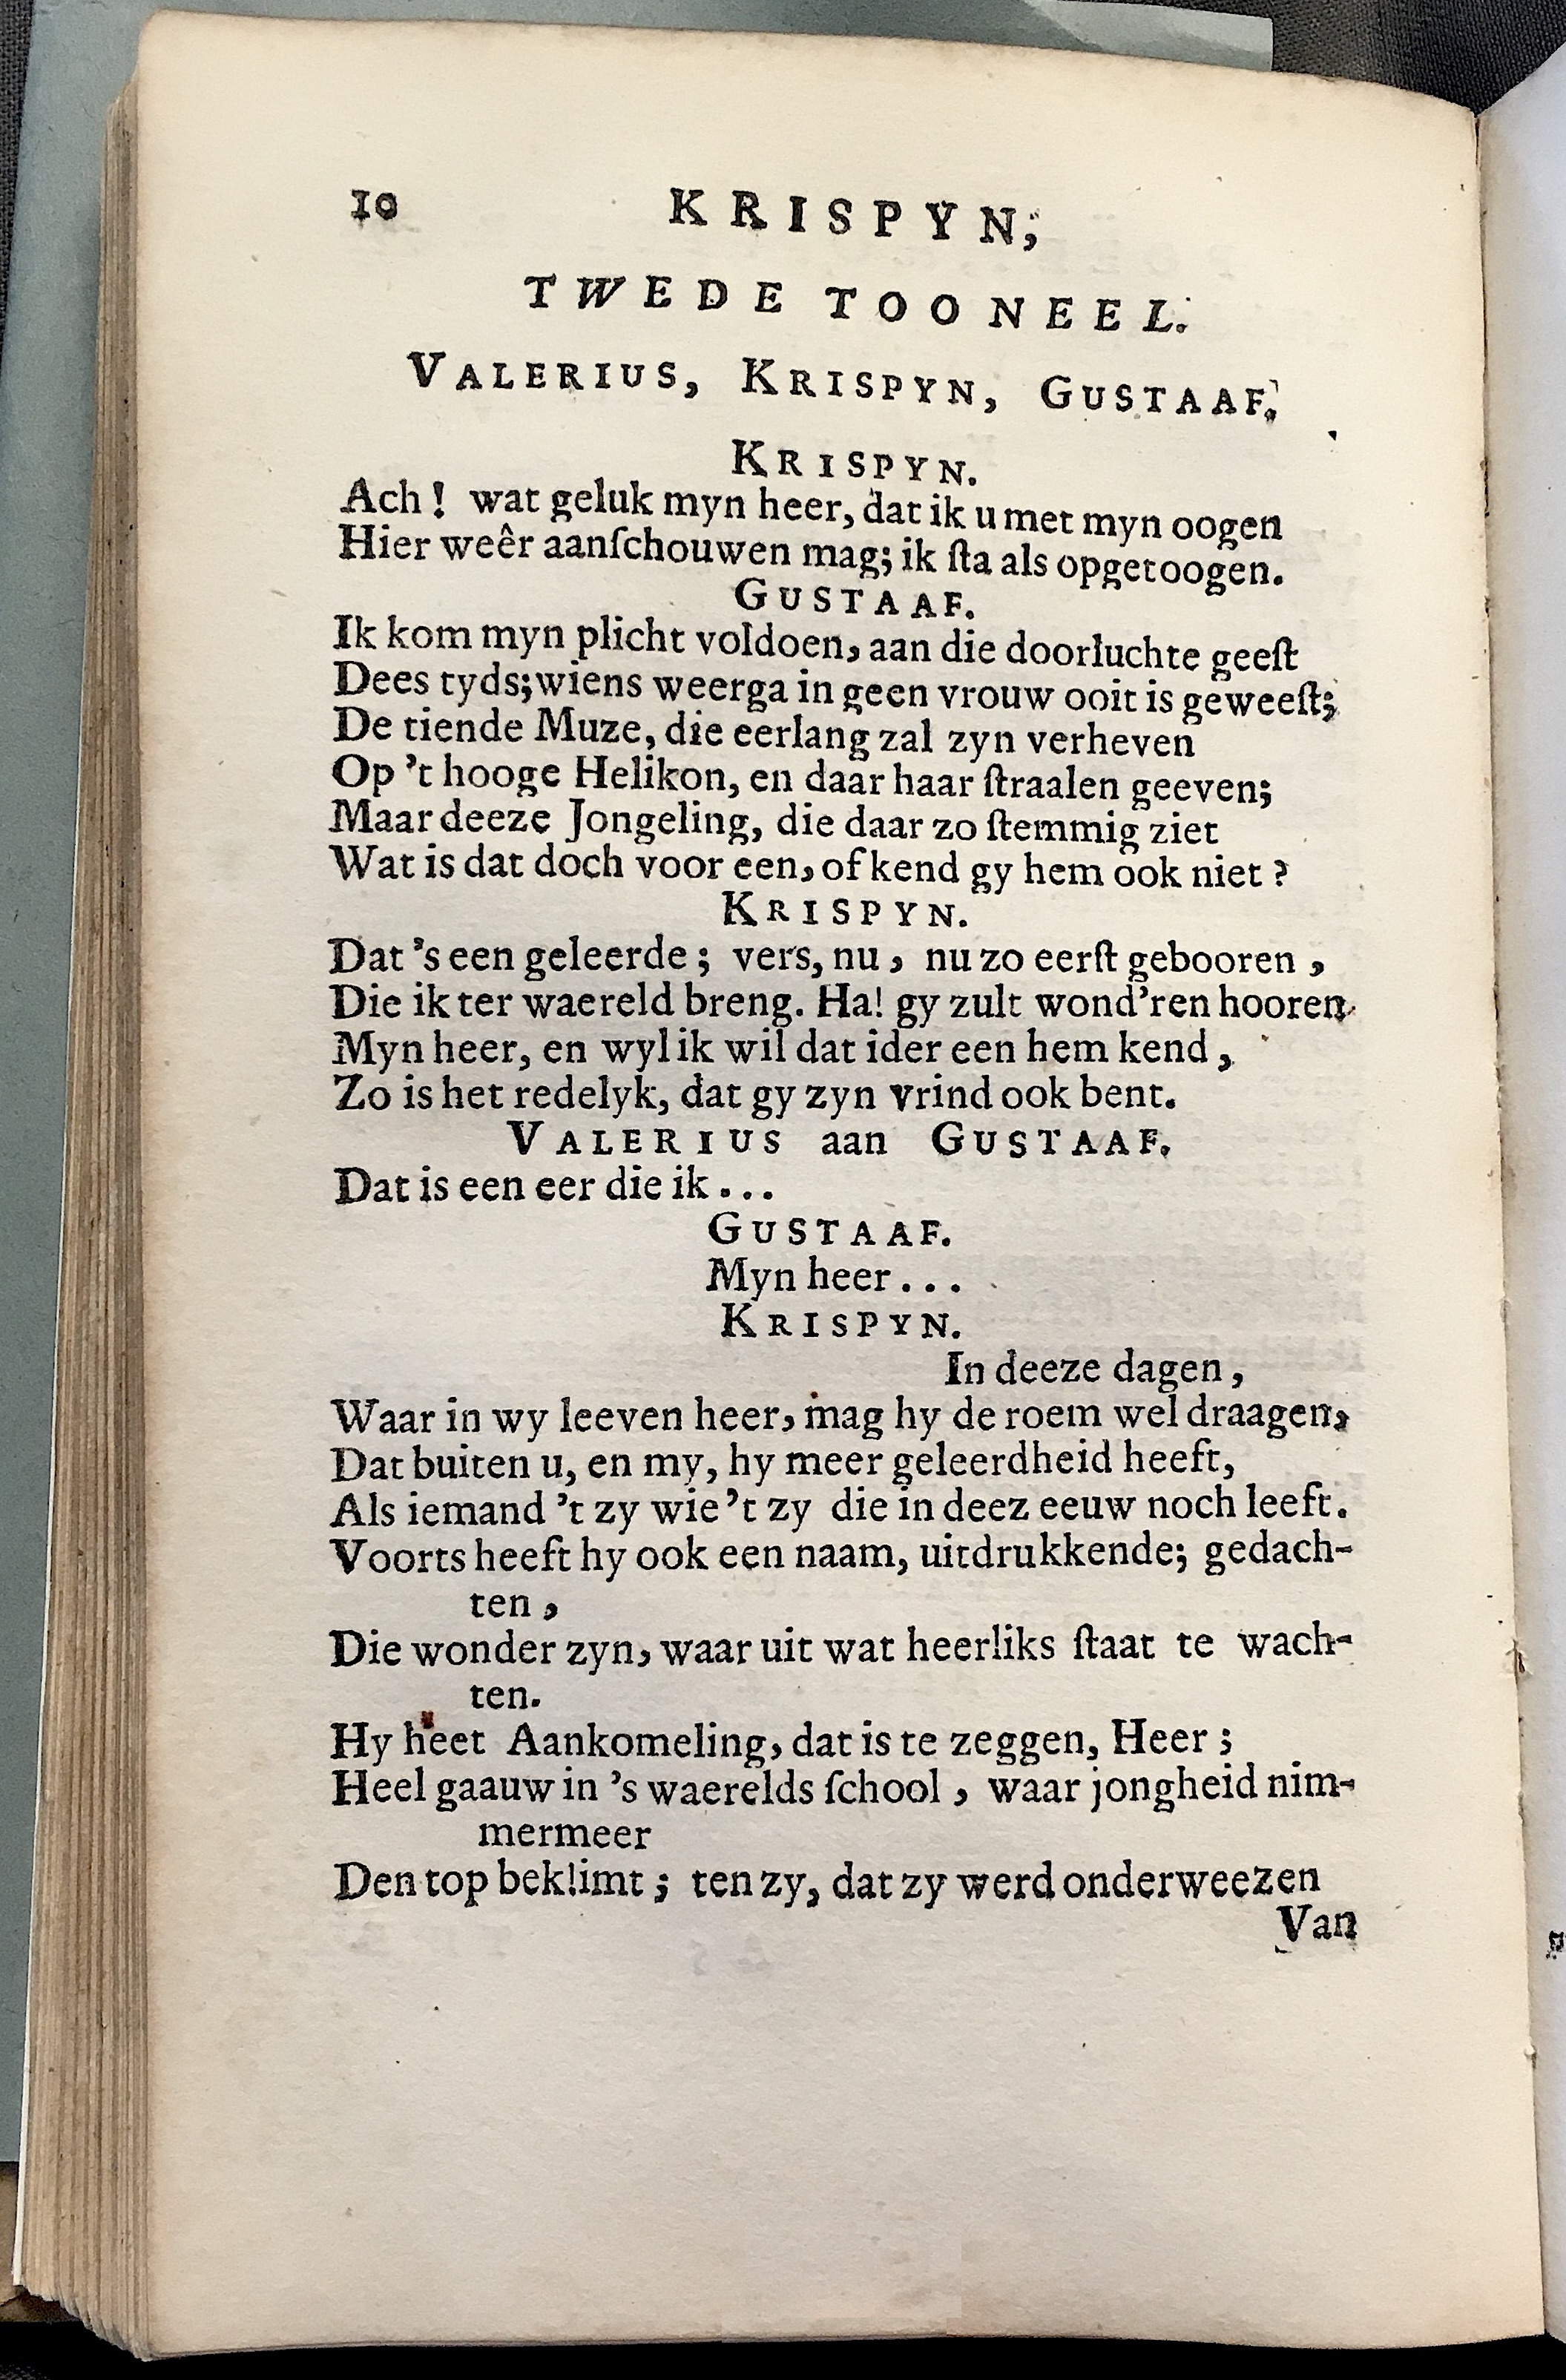 10 KRISPYN,
TWEDE TOONEEL.
VALERIUS, KRISPYN, GUSTAAF.
KRISPYN.
Ach! wat geluk myn heer, dat ik u met myn oogen
Hier weêr aanſchouwen mag; ik ſta als opgetoogen.
GUSTAAF.
Ik kom myn plicht voldoen, aan die doorluchte geeſt
Dees tyds; wiens weerga in geen vrouw ooit is geweeſt;
De tiende Muze, die eerlang zal zyn verheven
Op 't hooge Helikon, en daar haar ſtraalen geeven;
Maar deeze Jongeling, die daar zo ſtemmig ziet
Wat is dat doch voor een, of kend gy hem ook niet?
KRISPYN.
Dat 's een geleerde; vers, nu, nu zo eerſt gebooren,
Die ik ter waereld breng. Ha! gy zult wond'ren hooren
Myn heer, en wyl ik wil dat ider een hem kend,
Zo is het redelyk, dat gy zyn vrind ook bent.
VALERIUS aan GUSTAAF.
Dat is een eer die ik...
GUSTAAF.
Myn heer...
KRISPYN.
In deeze dagen,
Waar in wy leeven heer, mag hy de roem wel draagen,
Dat buiten u, en my, hy meer geleerdheid heeft,
Als iemand 't zy wie 't zy die in deez eeuw noch leeft.
Voorts heeft hy ook een naam, uitdrukkende; gedach-
ten,
Die wonder zyn, waar uit wat heerliks ſtaat te wach-
ten.
Hy heet Aankomeling, dat is te zeggen, Heer;
Heel gaauw in 's waerelds ſchool, waar jongheid nim-
mermeer
Den top beklimt; ten zy, dat zy werd onderweezen
Van